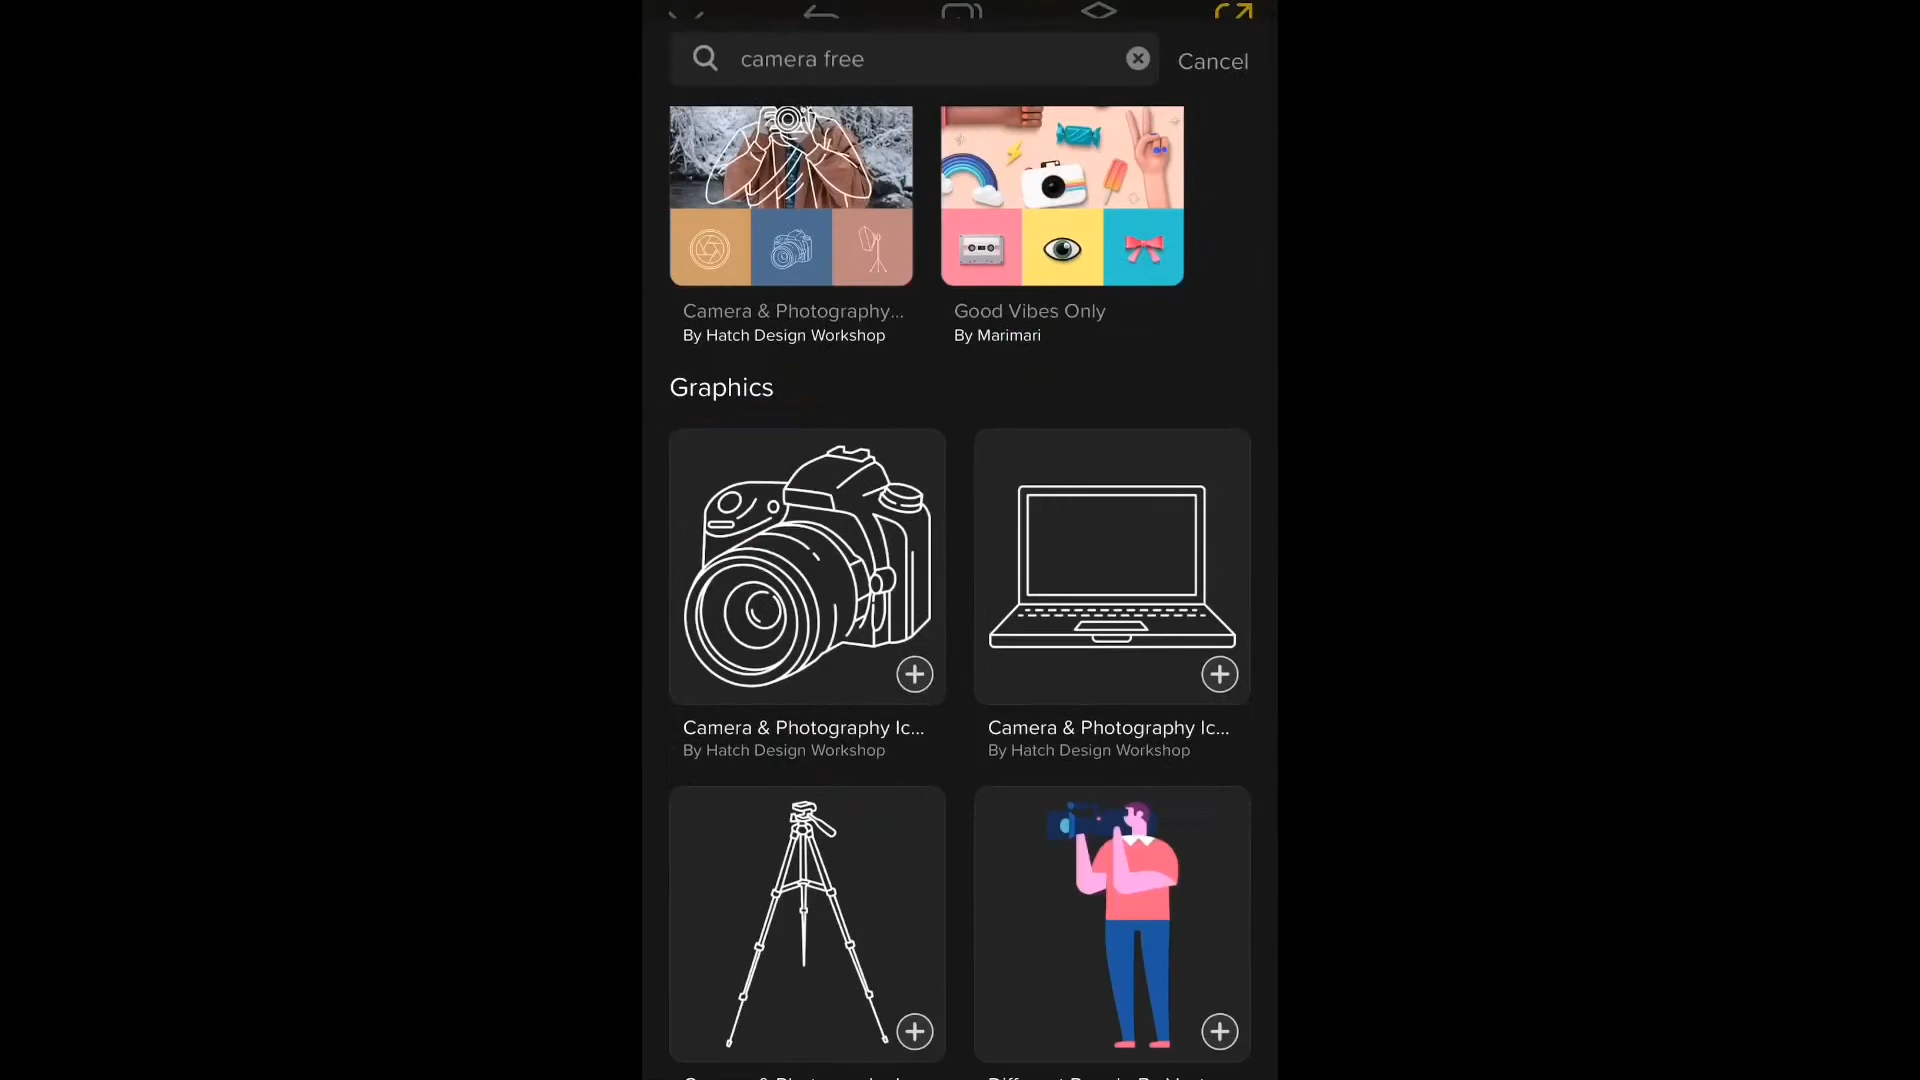 camera free
Cancel
Camera & Photography...
By Hatch Design Workshop
Good Vibes Only
By Marimari
Graphics
Camera & Photography Ic...
By Hatch Design Workshop
Camera & Photography Ic...
By Hatch Design Workshop